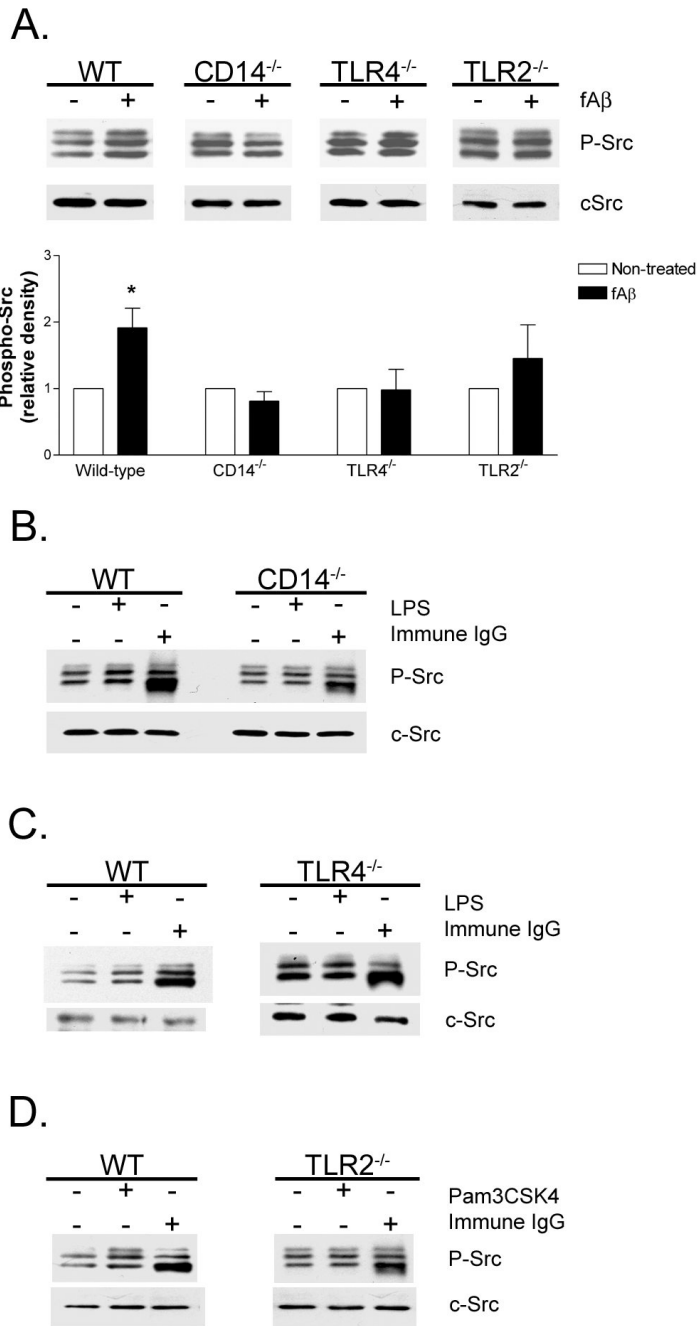 A.
WT CD14-/- TLR4-/- TLR2-/-
- + - + - + - + fAβ
P-Src
cSrc
3
2
1
0
Phospho-Src
(relative density)
*
Non-treated
fAβ
Wild-type CD14-/- TLR4-/- TLR2-/-
B.
WT CD14-/-
- + - - + - LPS
- - + - - + Immune IgG
P-Src
c-Src
C.
WT TLR4-/-
- + - - + - LPS
- - + - - + Immune IgG
P-Src
c-Src
D.
WT TLR2-/-
- + - - + - Pam3CSK4
- - + - - + Immune IgG
P-Src
c-Src